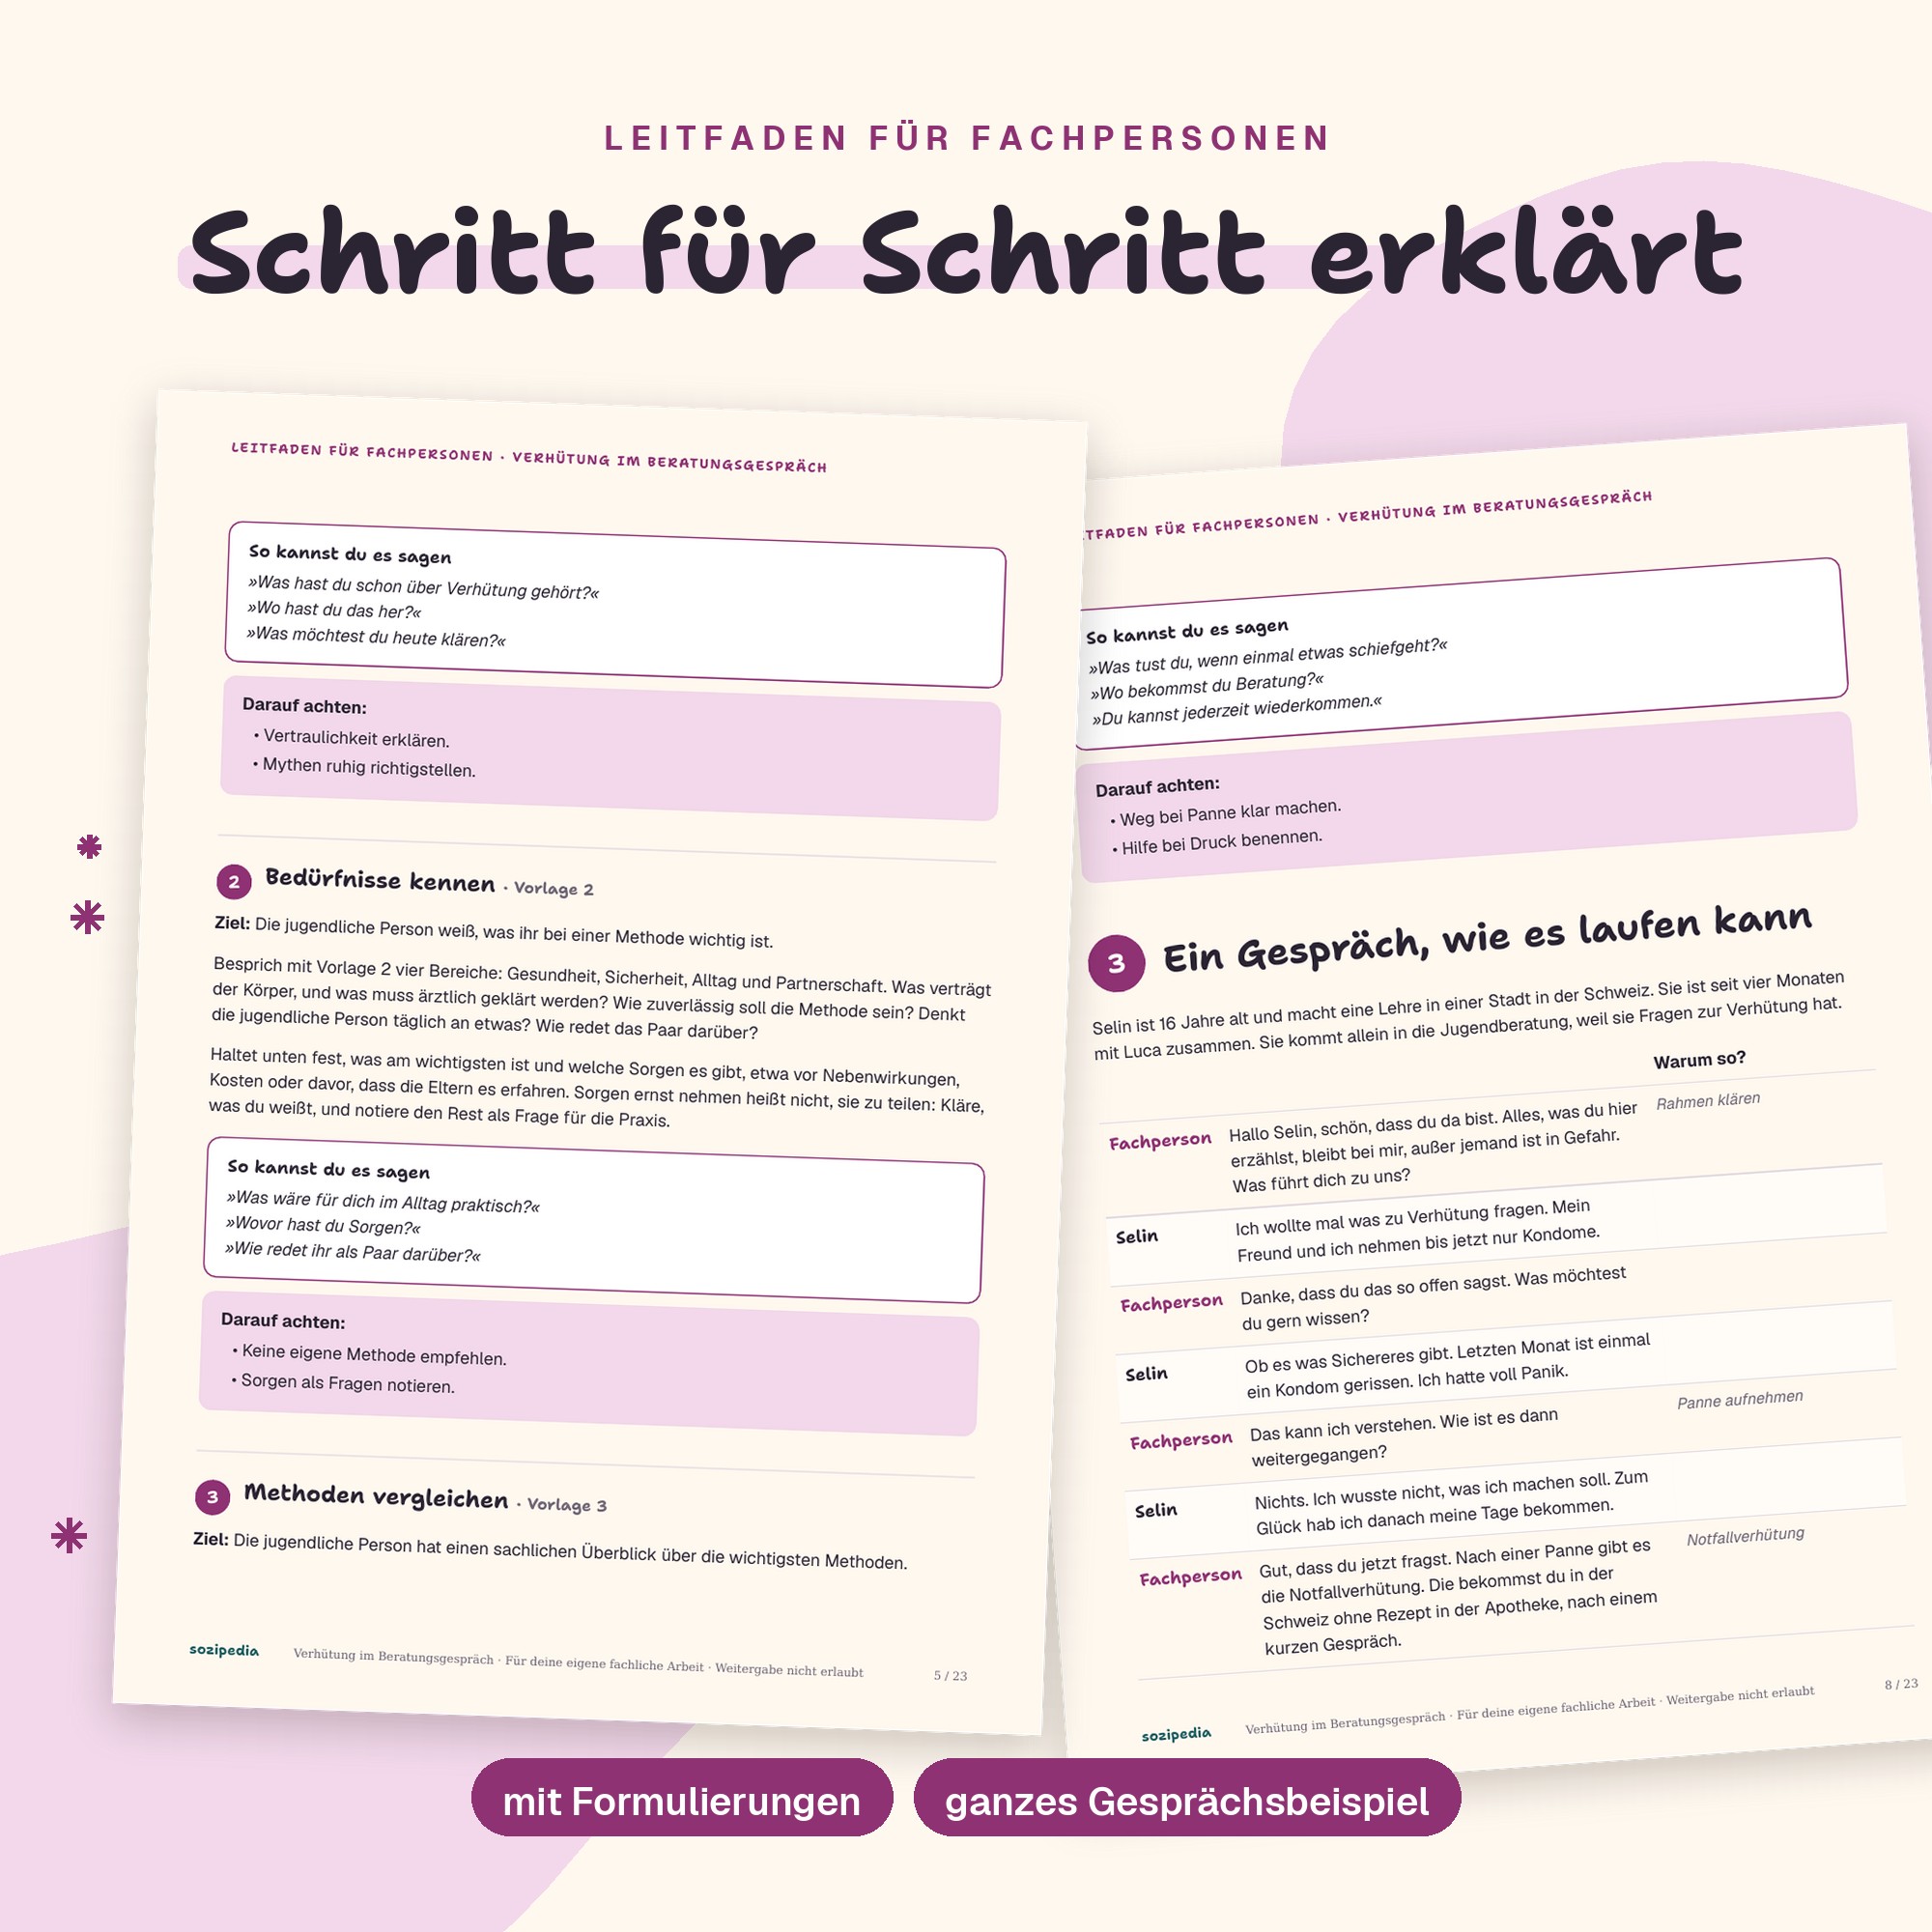 LEITFADEN FÜR FACHPERSONEN
Schritt für Schritt erklärt
LEITFADEN FÜR FACHPERSONEN · VERHÜTUNG IM BERATUNGSGESPRÄCH
So kannst du es sagen
»Was hast du schon über Verhütung gehört?«
»Wo hast du das her?«
»Was möchtest du heute klären?«
Darauf achten:
• Vertraulichkeit erklären.
• Mythen ruhig richtigstellen.
2 Bedürfnisse kennen · Vorlage 2
Ziel: Die jugendliche Person weiß, was ihr bei einer Methode wichtig ist.
Besprich mit Vorlage 2 vier Bereiche: Gesundheit, Sicherheit, Alltag und Partnerschaft. Was verträgt
der Körper, und was muss ärztlich geklärt werden? Wie zuverlässig soll die Methode sein? Denkt
die jugendliche Person täglich an etwas? Wie redet das Paar darüber?
Haltet unten fest, was am wichtigsten ist und welche Sorgen es gibt, etwa vor Nebenwirkungen,
Kosten oder davor, dass die Eltern es erfahren. Sorgen ernst nehmen heißt nicht, sie zu teilen: Kläre,
was du weißt, und notiere den Rest als Frage für die Praxis.
So kannst du es sagen
»Was wäre für dich im Alltag praktisch?«
»Wovor hast du Sorgen?«
»Wie redet ihr als Paar darüber?«
Darauf achten:
• Keine eigene Methode empfehlen.
• Sorgen als Fragen notieren.
3 Methoden vergleichen · Vorlage 3
Ziel: Die jugendliche Person hat einen sachlichen Überblick über die wichtigsten Methoden.
sozipedia Verhütung im Beratungsgespräch · Für deine eigene fachliche Arbeit · Weitergabe nicht erlaubt 5 / 23
TFADEN FÜR FACHPERSONEN · VERHÜTUNG IM BERATUNGSGESPRÄCH
So kannst du es sagen
»Was tust du, wenn einmal etwas schiefgeht?«
»Wo bekommst du Beratung?«
»Du kannst jederzeit wiederkommen.«
Darauf achten:
• Weg bei Panne klar machen.
• Hilfe bei Druck benennen.
3 Ein Gespräch, wie es laufen kann
Selin ist 16 Jahre alt und macht eine Lehre in einer Stadt in der Schweiz. Sie ist seit vier Monaten
mit Luca zusammen. Sie kommt allein in die Jugendberatung, weil sie Fragen zur Verhütung hat.
Warum so?
Fachperson Hallo Selin, schön, dass du da bist. Alles, was du hier Rahmen klären
erzählst, bleibt bei mir, außer jemand ist in Gefahr.
Was führt dich zu uns?
Selin Ich wollte mal was zu Verhütung fragen. Mein
Freund und ich nehmen bis jetzt nur Kondome.
Fachperson Danke, dass du das so offen sagst. Was möchtest
du gern wissen?
Selin Ob es was Sichereres gibt. Letzten Monat ist einmal
ein Kondom gerissen. Ich hatte voll Panik.
Fachperson Das kann ich verstehen. Wie ist es dann Panne aufnehmen
weitergegangen?
Selin Nichts. Ich wusste nicht, was ich machen soll. Zum
Glück hab ich danach meine Tage bekommen.
Fachperson Gut, dass du jetzt fragst. Nach einer Panne gibt es Notfallverhütung
die Notfallverhütung. Die bekommst du in der
Schweiz ohne Rezept in der Apotheke, nach einem
kurzen Gespräch.
sozipedia Verhütung im Beratungsgespräch · Für deine eigene fachliche Arbeit · Weitergabe nicht erlaubt 8 / 23
mit Formulierungen
ganzes Gesprächsbeispiel